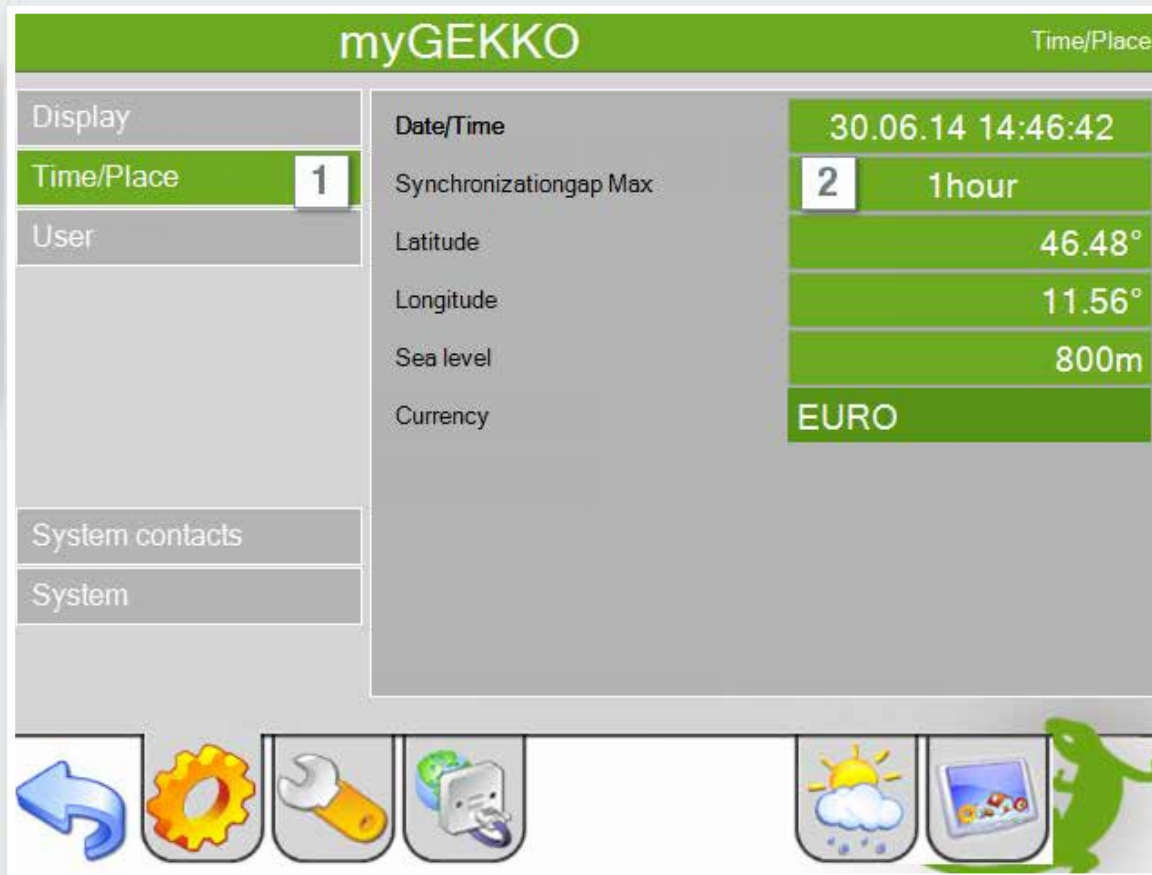 myGEKKO
Time/Place
Display
Time/Place 1
User
System contacts
System
Date/Time 30.06.14 14:46:42
Synchronizationgap Max 2 1hour
Latitude 46.48°
Longitude 11.56°
Sea level 800m
Currency EURO